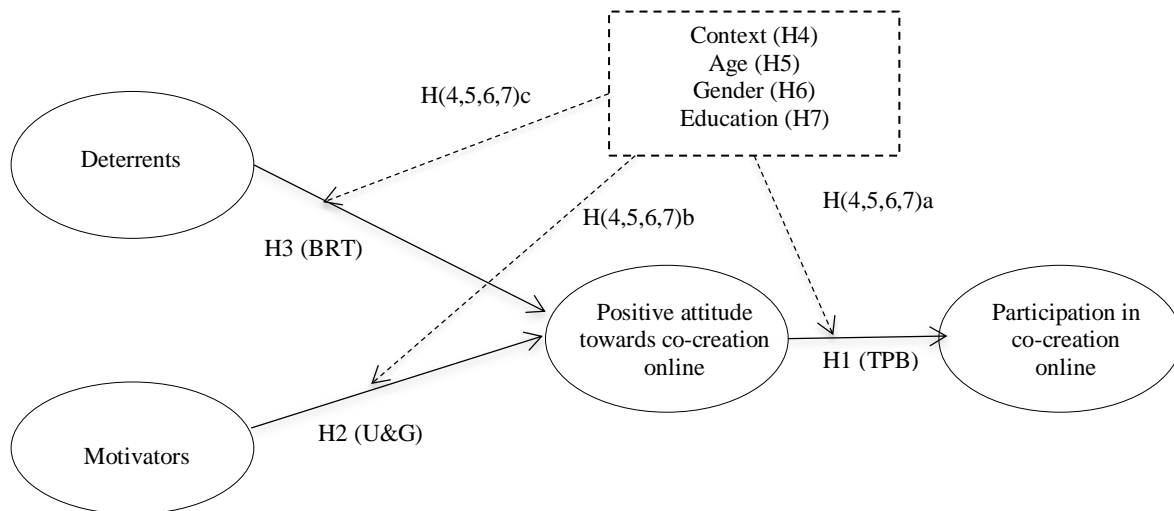 Context (H4)
Age (H5)
Gender (H6)
Education (H7)
H(4,5,6,7)c
Deterrents
H(4,5,6,7)a
H(4,5,6,7)b
H3 (BRT)
Positive attitude
towards co-creation
online
Participation in
co-creation
online
H1 (TPB)
H2 (U&G)
Motivators